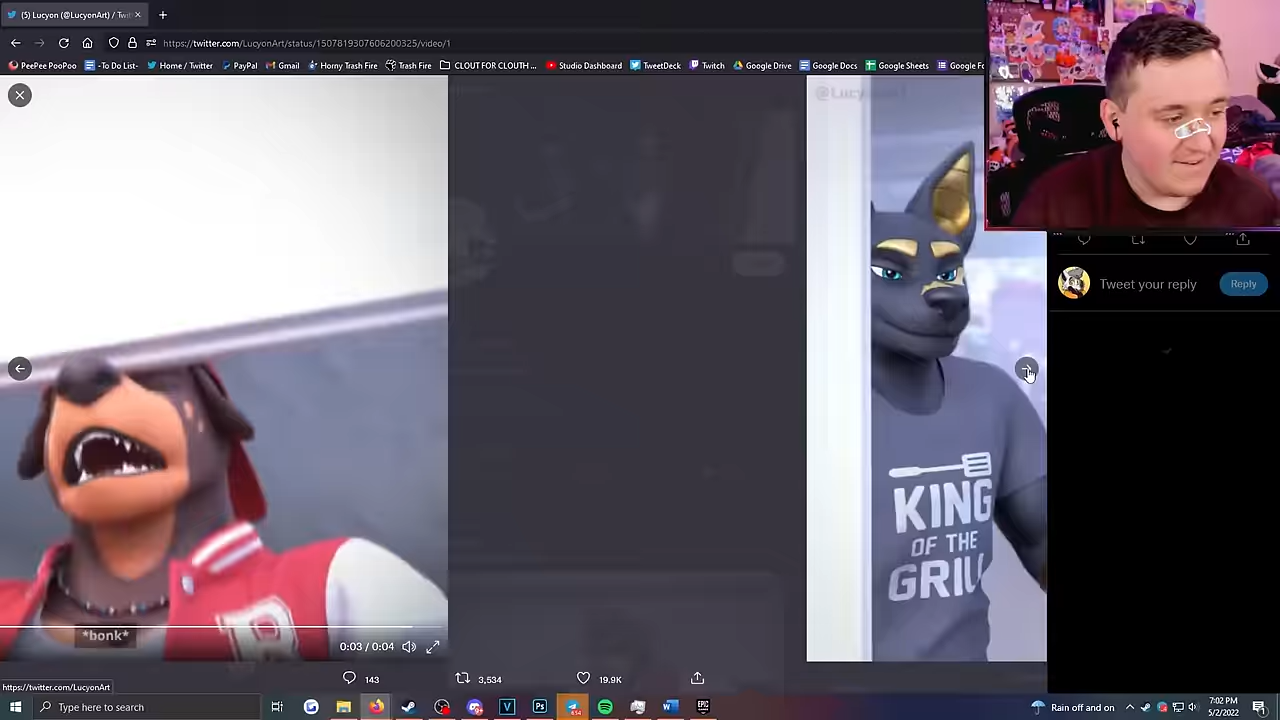 (5) Lucyon (@LucyonArt) / Twit
https://twitter.com/LucyonArt/status/1507819307606200325/video/1
PeePee PooPoo -To Do List- Home / Twitter PayPal Gmail Horny Trash Fire Trash Fire CLOUT FOR CLOUTH ... Studio Dashboard TweetDeck Twitch Google Drive Google Docs Google Sheets Google Fo
KING
OF THE
GRILL
Tweet your reply
Reply
*bonk*
0:03 / 0:04
143 3,534 19.9K
https://twitter.com/LucyonArt
Type here to search
Rain off and on
7:02 PM
5/2/2022